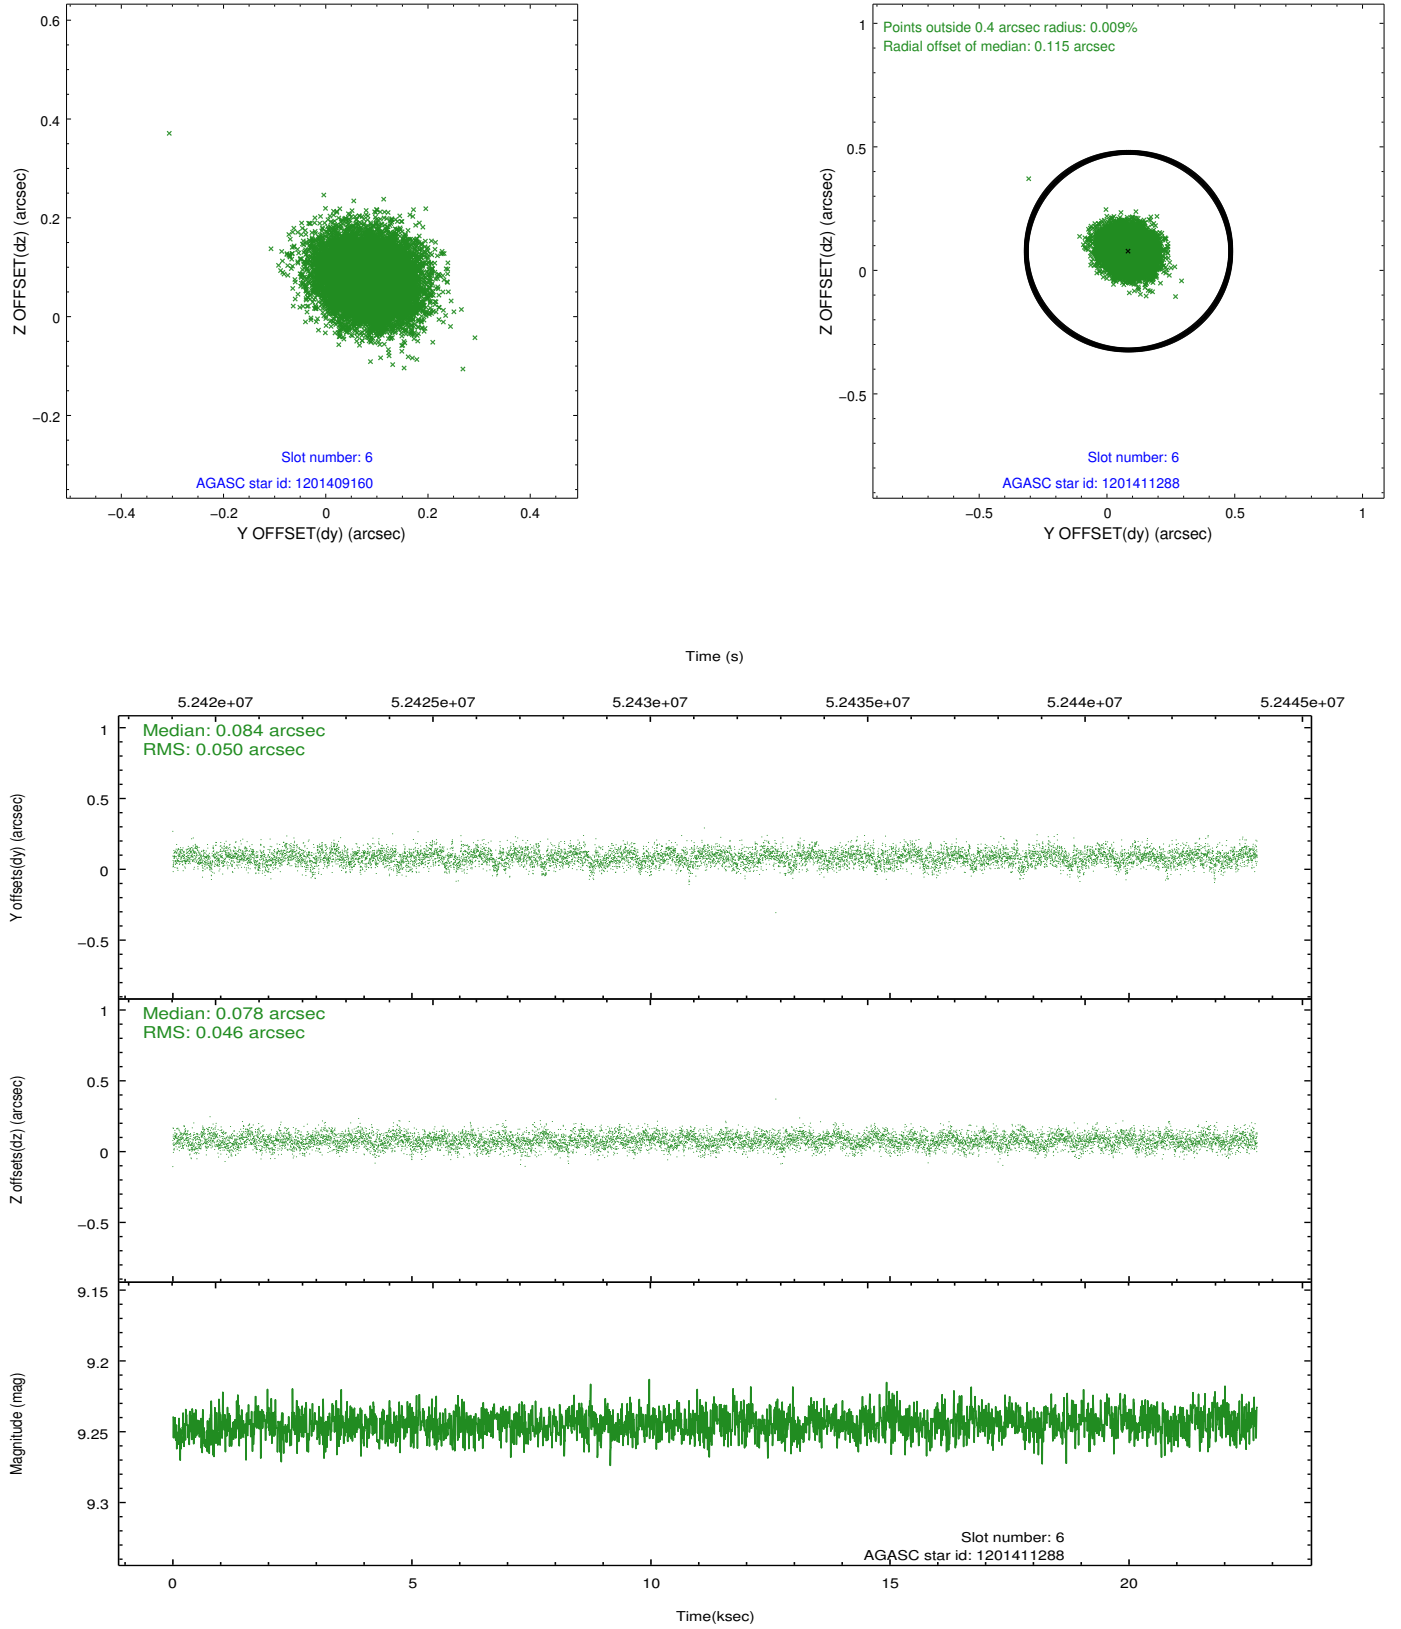 0.6
0.4
0.2
0
−0.2
Z OFFSET(dz) (arcsec)
Slot number: 6
AGASC star id: 1201409160
−0.4
−0.2
0
0.2
0.4
Y OFFSET(dy) (arcsec)
Points outside 0.4 arcsec radius: 0.009%
Radial offset of median: 0.115 arcsec
1
0.5
0
−0.5
Z OFFSET(dz) (arcsec)
Slot number: 6
AGASC star id: 1201411288
−0.5
0
0.5
1
Y OFFSET(dy) (arcsec)
Time (s)
5.242e+07
5.2425e+07
5.243e+07
5.2435e+07
5.244e+07
5.2445e+07
Median: 0.084 arcsec
RMS: 0.050 arcsec
1
0.5
0
−0.5
Y offsets(dy) (arcsec)
Median: 0.078 arcsec
RMS: 0.046 arcsec
1
0.5
0
−0.5
Z offsets(dz) (arcsec)
9.15
9.2
9.25
9.3
Magnitude (mag)
Slot number: 6
AGASC star id: 1201411288
0
5
10
15
20
Time(ksec)